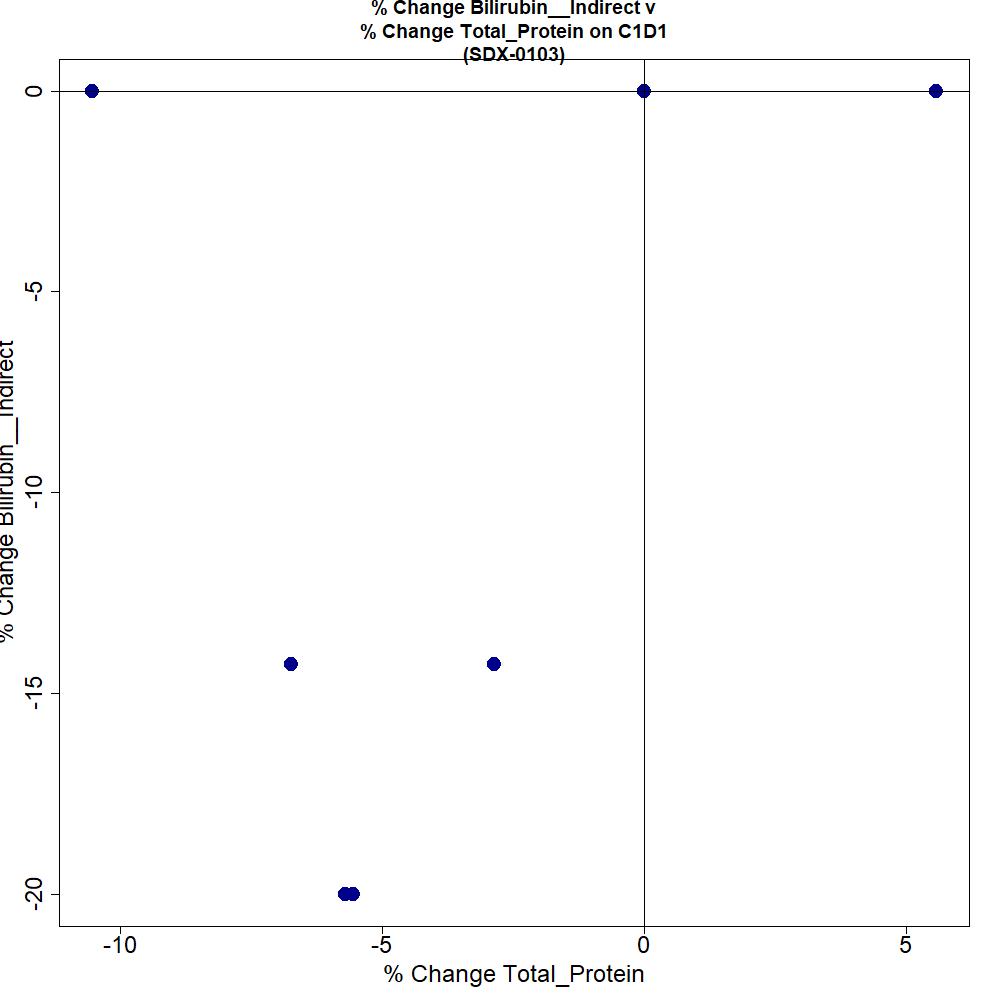 % Change Bilirubin__Indirect v
% Change Total_Protein on C1D1
(SDX-0103)
0
-5
-10
-15
-20
% Change Bilirubin__Indirect
-10
-5
0
5
% Change Total_Protein